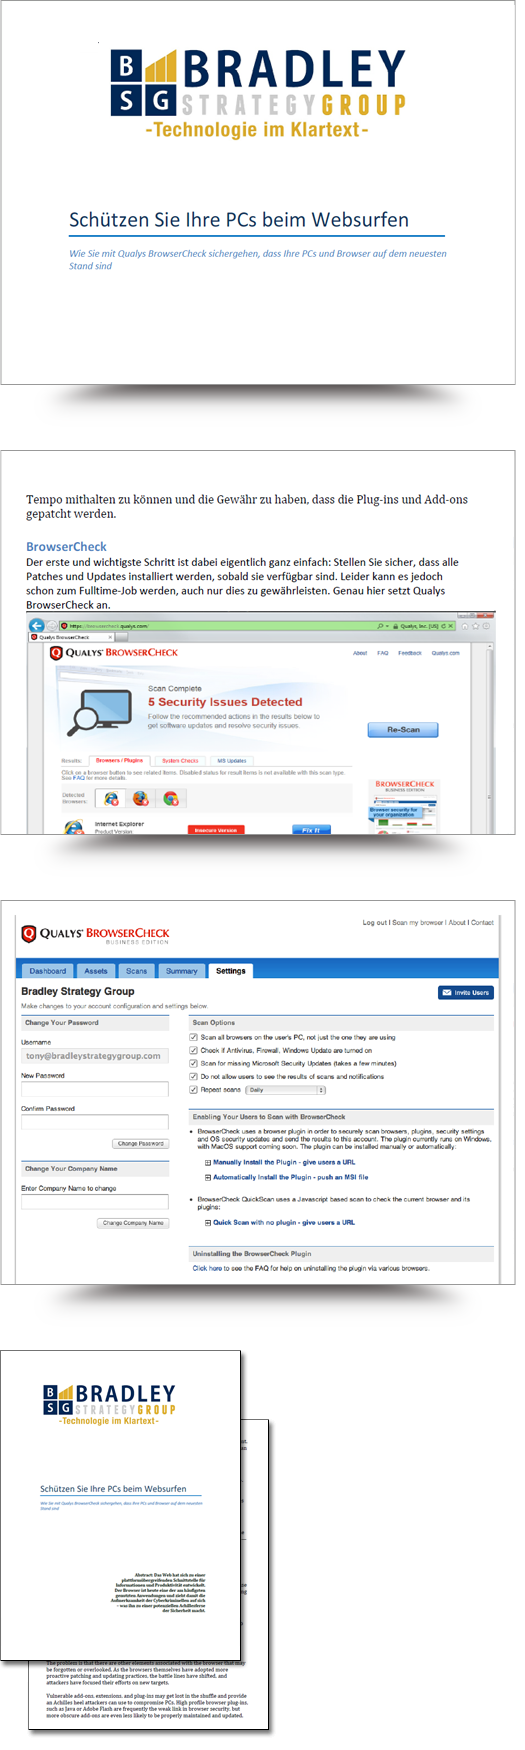 B
S G
BRADLEY
STRATEGYGROUP
-Technologie im Klartext-
Schützen Sie Ihre PCs beim Websurfen
Wie Sie mit Qualys BrowserCheck sichergehen, dass Ihre PCs und Browser auf dem neuesten
Stand sind
Tempo mithalten zu können und die Gewähr zu haben, dass die Plug-ins und Add-ons
gepatcht werden.
BrowserCheck
Der erste und wichtigste Schritt ist dabei eigentlich ganz einfach: Stellen Sie sicher, dass alle
Patches und Updates installiert werden, sobald sie verfügbar sind. Leider kann es jedoch
schon zum Fulltime-Job werden, auch nur dies zu gewährleisten. Genau hier setzt Qualys
BrowserCheck an.
https://browsercheck.qualys.com/
Qualys, Inc. [US]
Qualys BrowserCheck
QUALYS' BROWSERCHECK
About FAQ Feedback Qualys.com
Scan Complete
5 Security Issues Detected
Follow the recommended actions in the results below to
get software updates and resolve security issues.
Re-Scan
Results: Browsers / Plugins System Checks MS Updates
Click on a browser button to see related items. Disabled status for result items is not available with this scan type.
See FAQ for more details.
Detected
Browsers:
BROWSERCHECK
BUSINESS EDITION
Browser security for
your organization
Internet Explorer
Product Version
Insecure Version
Fix It
QUALYS' BROWSERCHECK
BUSINESS EDITION
Log out | Scan my browser | About | Contact
Dashboard Assets Scans Summary Settings
Bradley Strategy Group
Invite Users
Make changes to your account configuration and settings below.
Change Your Password
Username
tony@bradleystrategygroup.com
New Password
Confirm Password
Change Password
Change Your Company Name
Enter Company Name to change
Change Company Name
Scan Options
Scan all browsers on the user's PC, not just the one they are using
Check if Antivirus, Firewall, Windows Update are turned on
Scan for missing Microsoft Security Updates (takes a few minutes)
Do not allow users to see the results of scans and notifications
Repeat scans Daily
Enabling Your Users to Scan with BrowserCheck
• BrowserCheck uses a browser plugin in order to securely scan browsers, plugins, security settings
and OS security updates and send the results to this account. The plugin currently runs on Windows,
with MacOS support coming soon. The plugin can be installed manually or automatically:
Manually Install the Plugin - give users a URL
Automatically Install the Plugin - push an MSI file
• BrowserCheck QuickScan uses a Javascript based scan to check the current browser and its
plugins:
Quick Scan with no plugin - give users a URL
Uninstalling the BrowserCheck Plugin
Click here to see the FAQ for help on uninstalling the plugin via various browsers.
B
S G
BRADLEY
STRATEGYGROUP
-Technologie im Klartext-
Schützen Sie Ihre PCs beim Websurfen
Wie Sie mit Qualys BrowserCheck sichergehen, dass Ihre PCs und Browser auf dem neuesten
Stand sind
Abstract: Das Web hat sich zu einer
plattformübergreifenden Schnittstelle für
Informationen und Produktivität entwickelt.
Der Browser ist heute eine der am häufigsten
genutzten Anwendungen und zieht damit die
Aufmerksamkeit der Cyberkriminellen auf sich
– was ihn zu einer potenziellen Achillesferse
der Sicherheit macht.
The problem is that there are other elements associated with the browser that may
be forgotten or overlooked. As the browsers themselves have adopted more
proactive patching and updating practices, the battle lines have shifted, and
attackers have focused their efforts on new targets.
Vulnerable add-ons, extensions, and plug-ins may get lost in the shuffle and provide
an Achilles heel attackers can use to compromise PCs. High profile browser plug-ins,
such as Java or Adobe Flash are frequently the weak link in browser security, but
more obscure add-ons are even less likely to be properly maintained and updated.